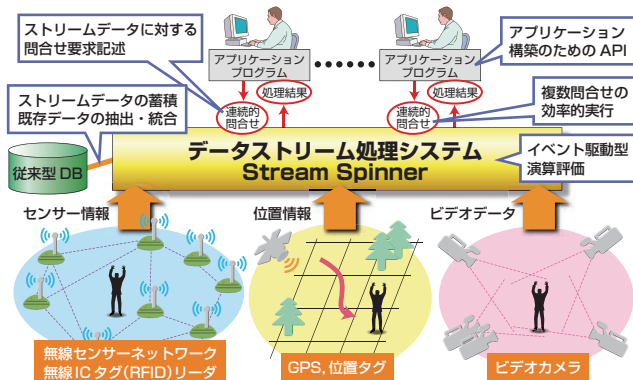 ストリームデータに対する
問合せ要求記述
アプリケーション
プログラム
アプリケーション
プログラム
アプリケーション
構築のための API
ストリームデータの蓄積
既存データの抽出・統合
連続的
問合せ
処理結果
連続的
問合せ
処理結果
複数問合せの
効率的実行
従来型 DB
データストリーム処理システム
Stream Spinner
イベント駆動型
演算評価
センサー情報
位置情報
ビデオデータ
無線センサーネットワーク
無線 IC タグ(RFID)リーダ
GPS, 位置タグ
ビデオカメラ